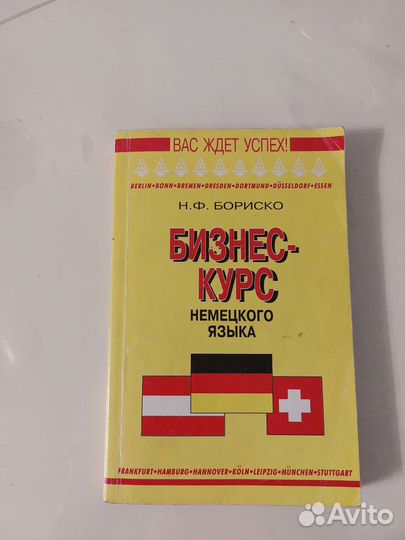 ВАС ЖДЕТ УСПЕХ!
BERLIN•BONN•BREMEN•DRESDEN•DORTMUND•DÜSSELDORF•ESSEN
Н.Ф. БОРИСКО
БИЗНЕС-
КУРС
НЕМЕЦКОГО
ЯЗЫКА
FRANKFURT•HAMBURG•HANNOVER•KÖLN•LEIPZIG•MÜNCHEN•STUTTGART
Avito